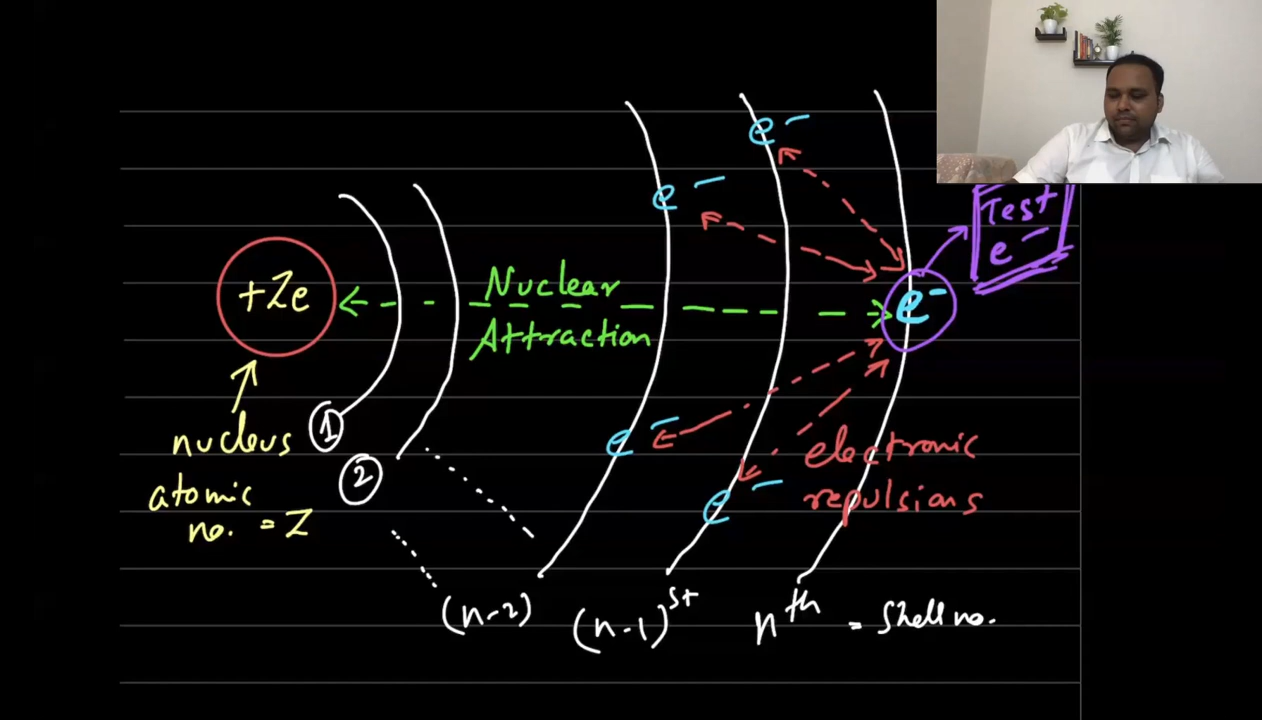 e⁻
e⁻
Test
e⁻
+Ze
Nuclear
Attraction
e⁻
nucleus
①
atomic
no. = Z
②
e⁻
electronic
repulsions
e⁻
(n-2)
(n-1)ˢᵗ
nᵗʰ = Shell no.